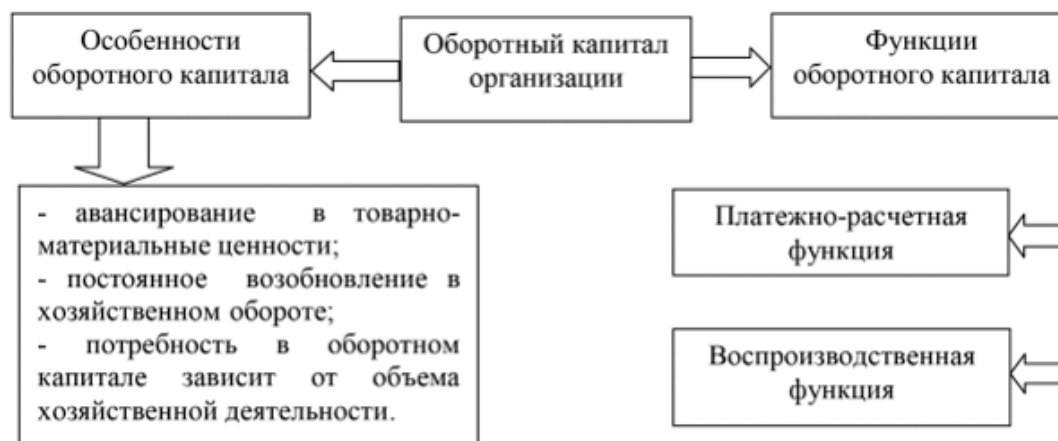 Особенности
оборотного капитала
Оборотный капитал
организации
Функции
оборотного капитала
- авансирование в товарно-
материальные ценности;
- постоянное возобновление в
хозяйственном обороте;
- потребность в оборотном
капитале зависит от объема
хозяйственной деятельности.
Платежно-расчетная
функция
Воспроизводственная
функция